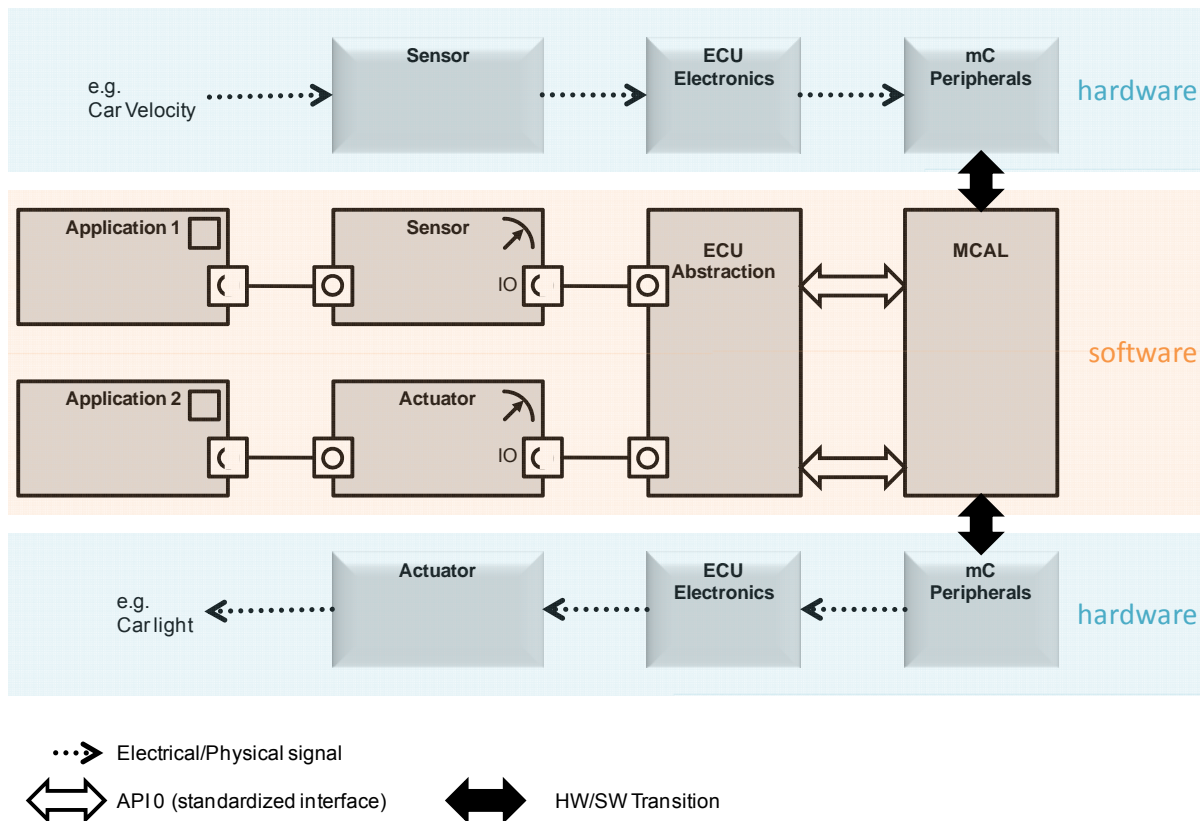 Sensor
ECU
Electronics
mC
Peripherals
e.g.
Car Velocity
hardware
Application 1
Sensor
IO
ECU
Abstraction
MCAL
software
Application 2
Actuator
IO
Actuator
ECU
Electronics
mC
Peripherals
e.g.
Car light
hardware
Electrical/Physical signal
API 0 (standardized interface)
HW/SW Transition